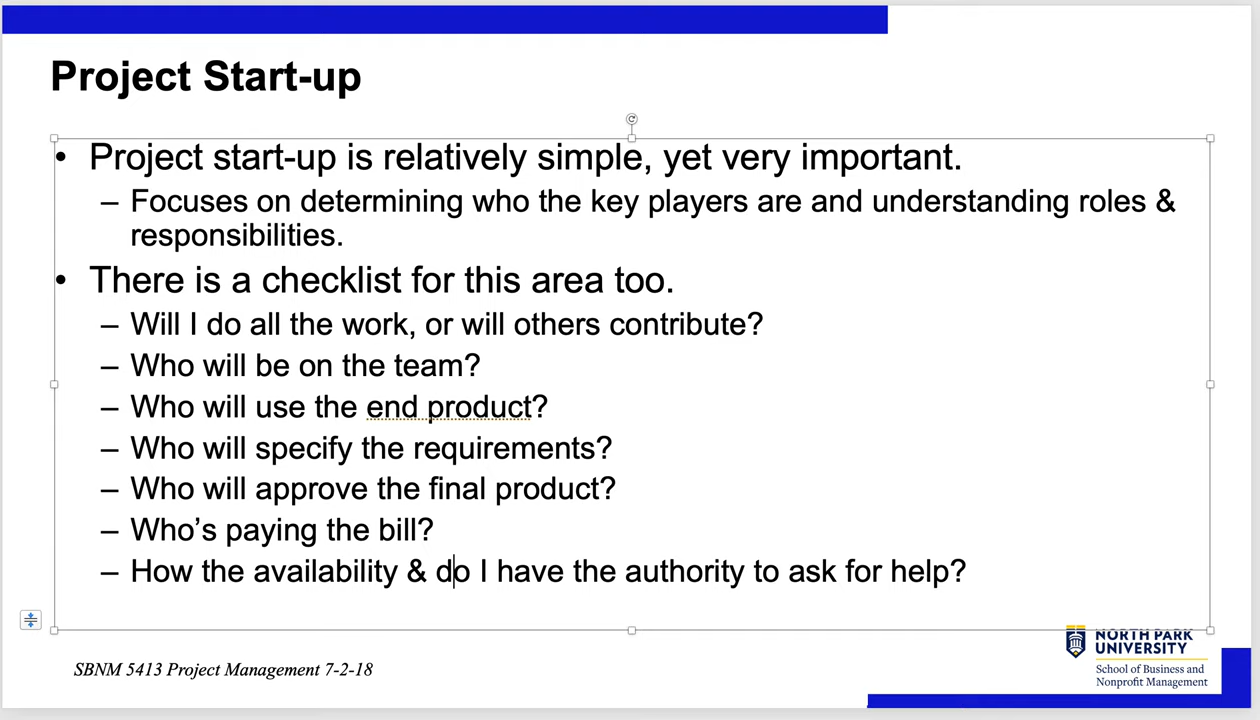 Project Start-up
• Project start-up is relatively simple, yet very important.
– Focuses on determining who the key players are and understanding roles &
responsibilities.
• There is a checklist for this area too.
– Will I do all the work, or will others contribute?
– Who will be on the team?
– Who will use the end product?
– Who will specify the requirements?
– Who will approve the final product?
– Who’s paying the bill?
– How the availability & do I have the authority to ask for help?
SBNM 5413 Project Management 7-2-18
NORTH PARK
UNIVERSITY
School of Business and
Nonprofit Management